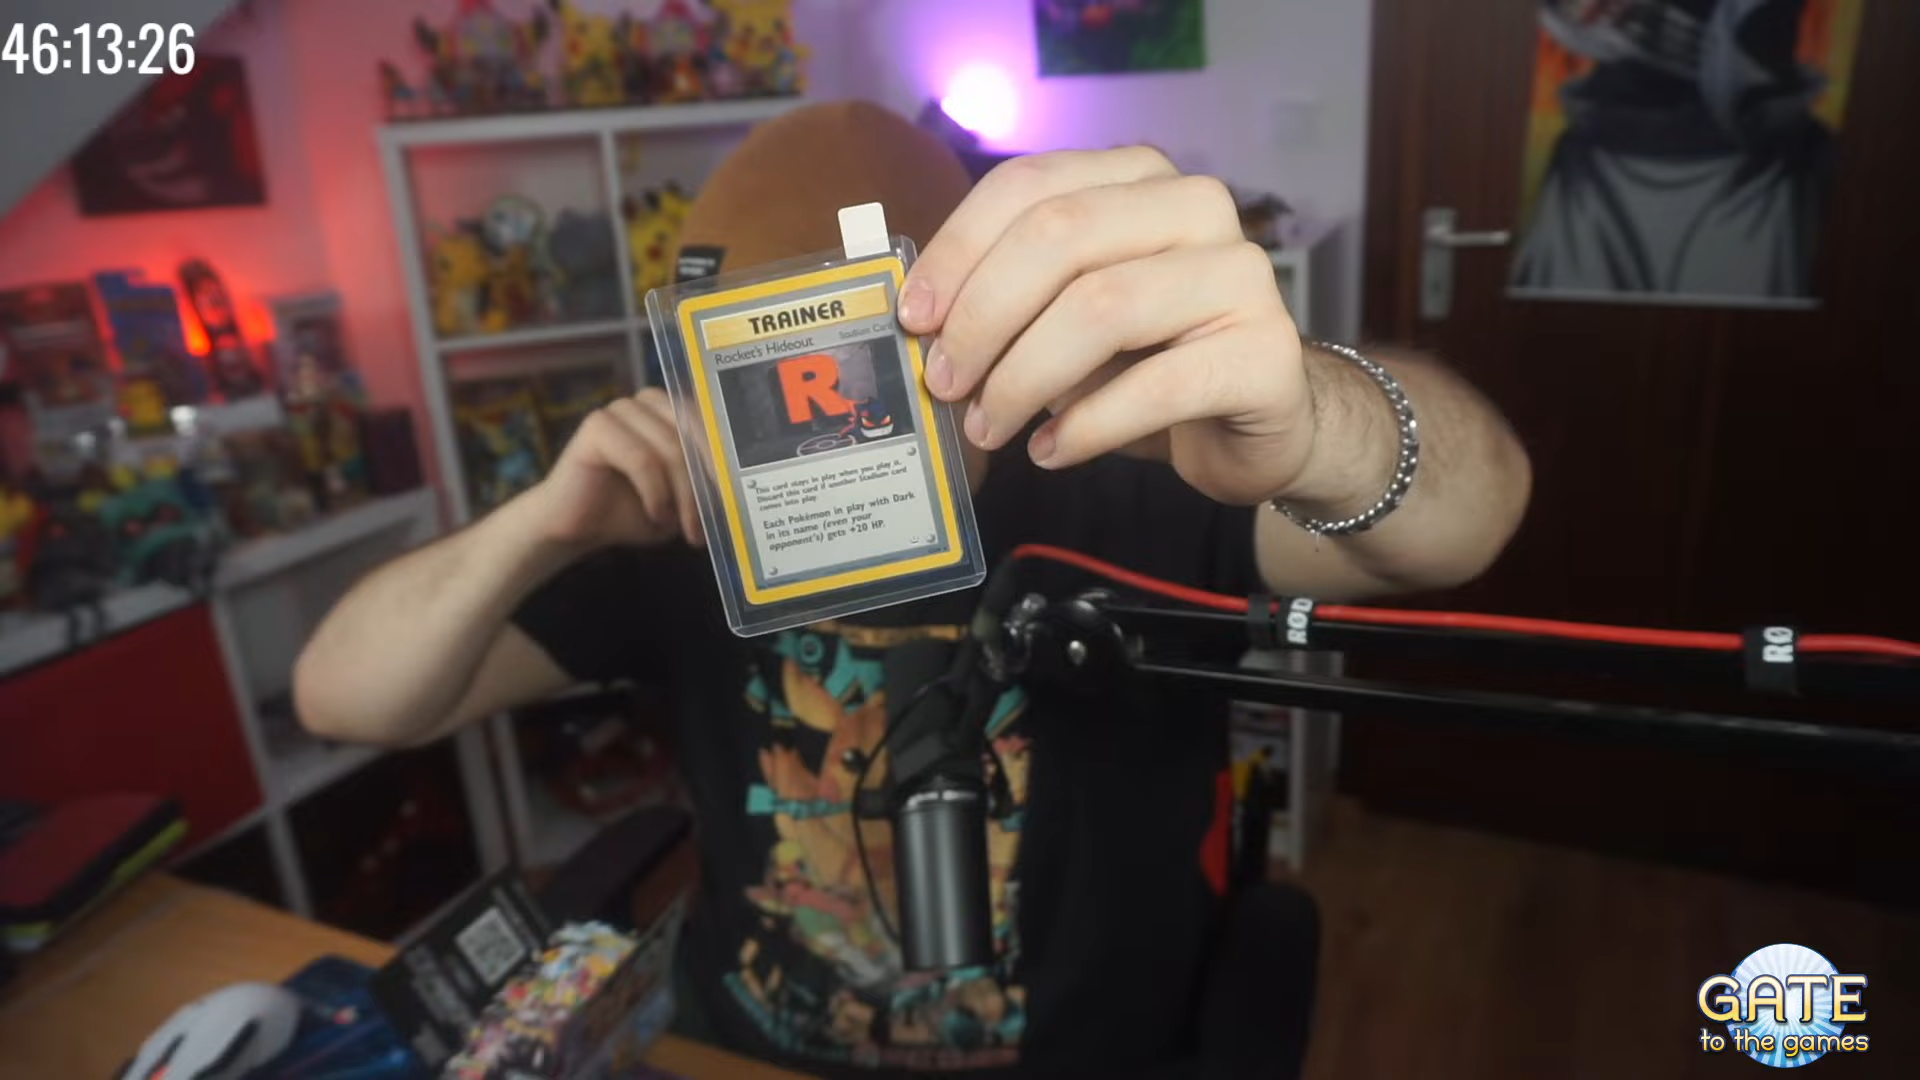 46:13:26
TRAINER
Stadium Card
Rocket's Hideout
R
This card stays in play when you play it.
Discard this card if another Stadium card
comes into play.
Each Pokémon in play with Dark
in its name (even your
opponent's) gets +20 HP.
RØD
RØ
GATE
to the games